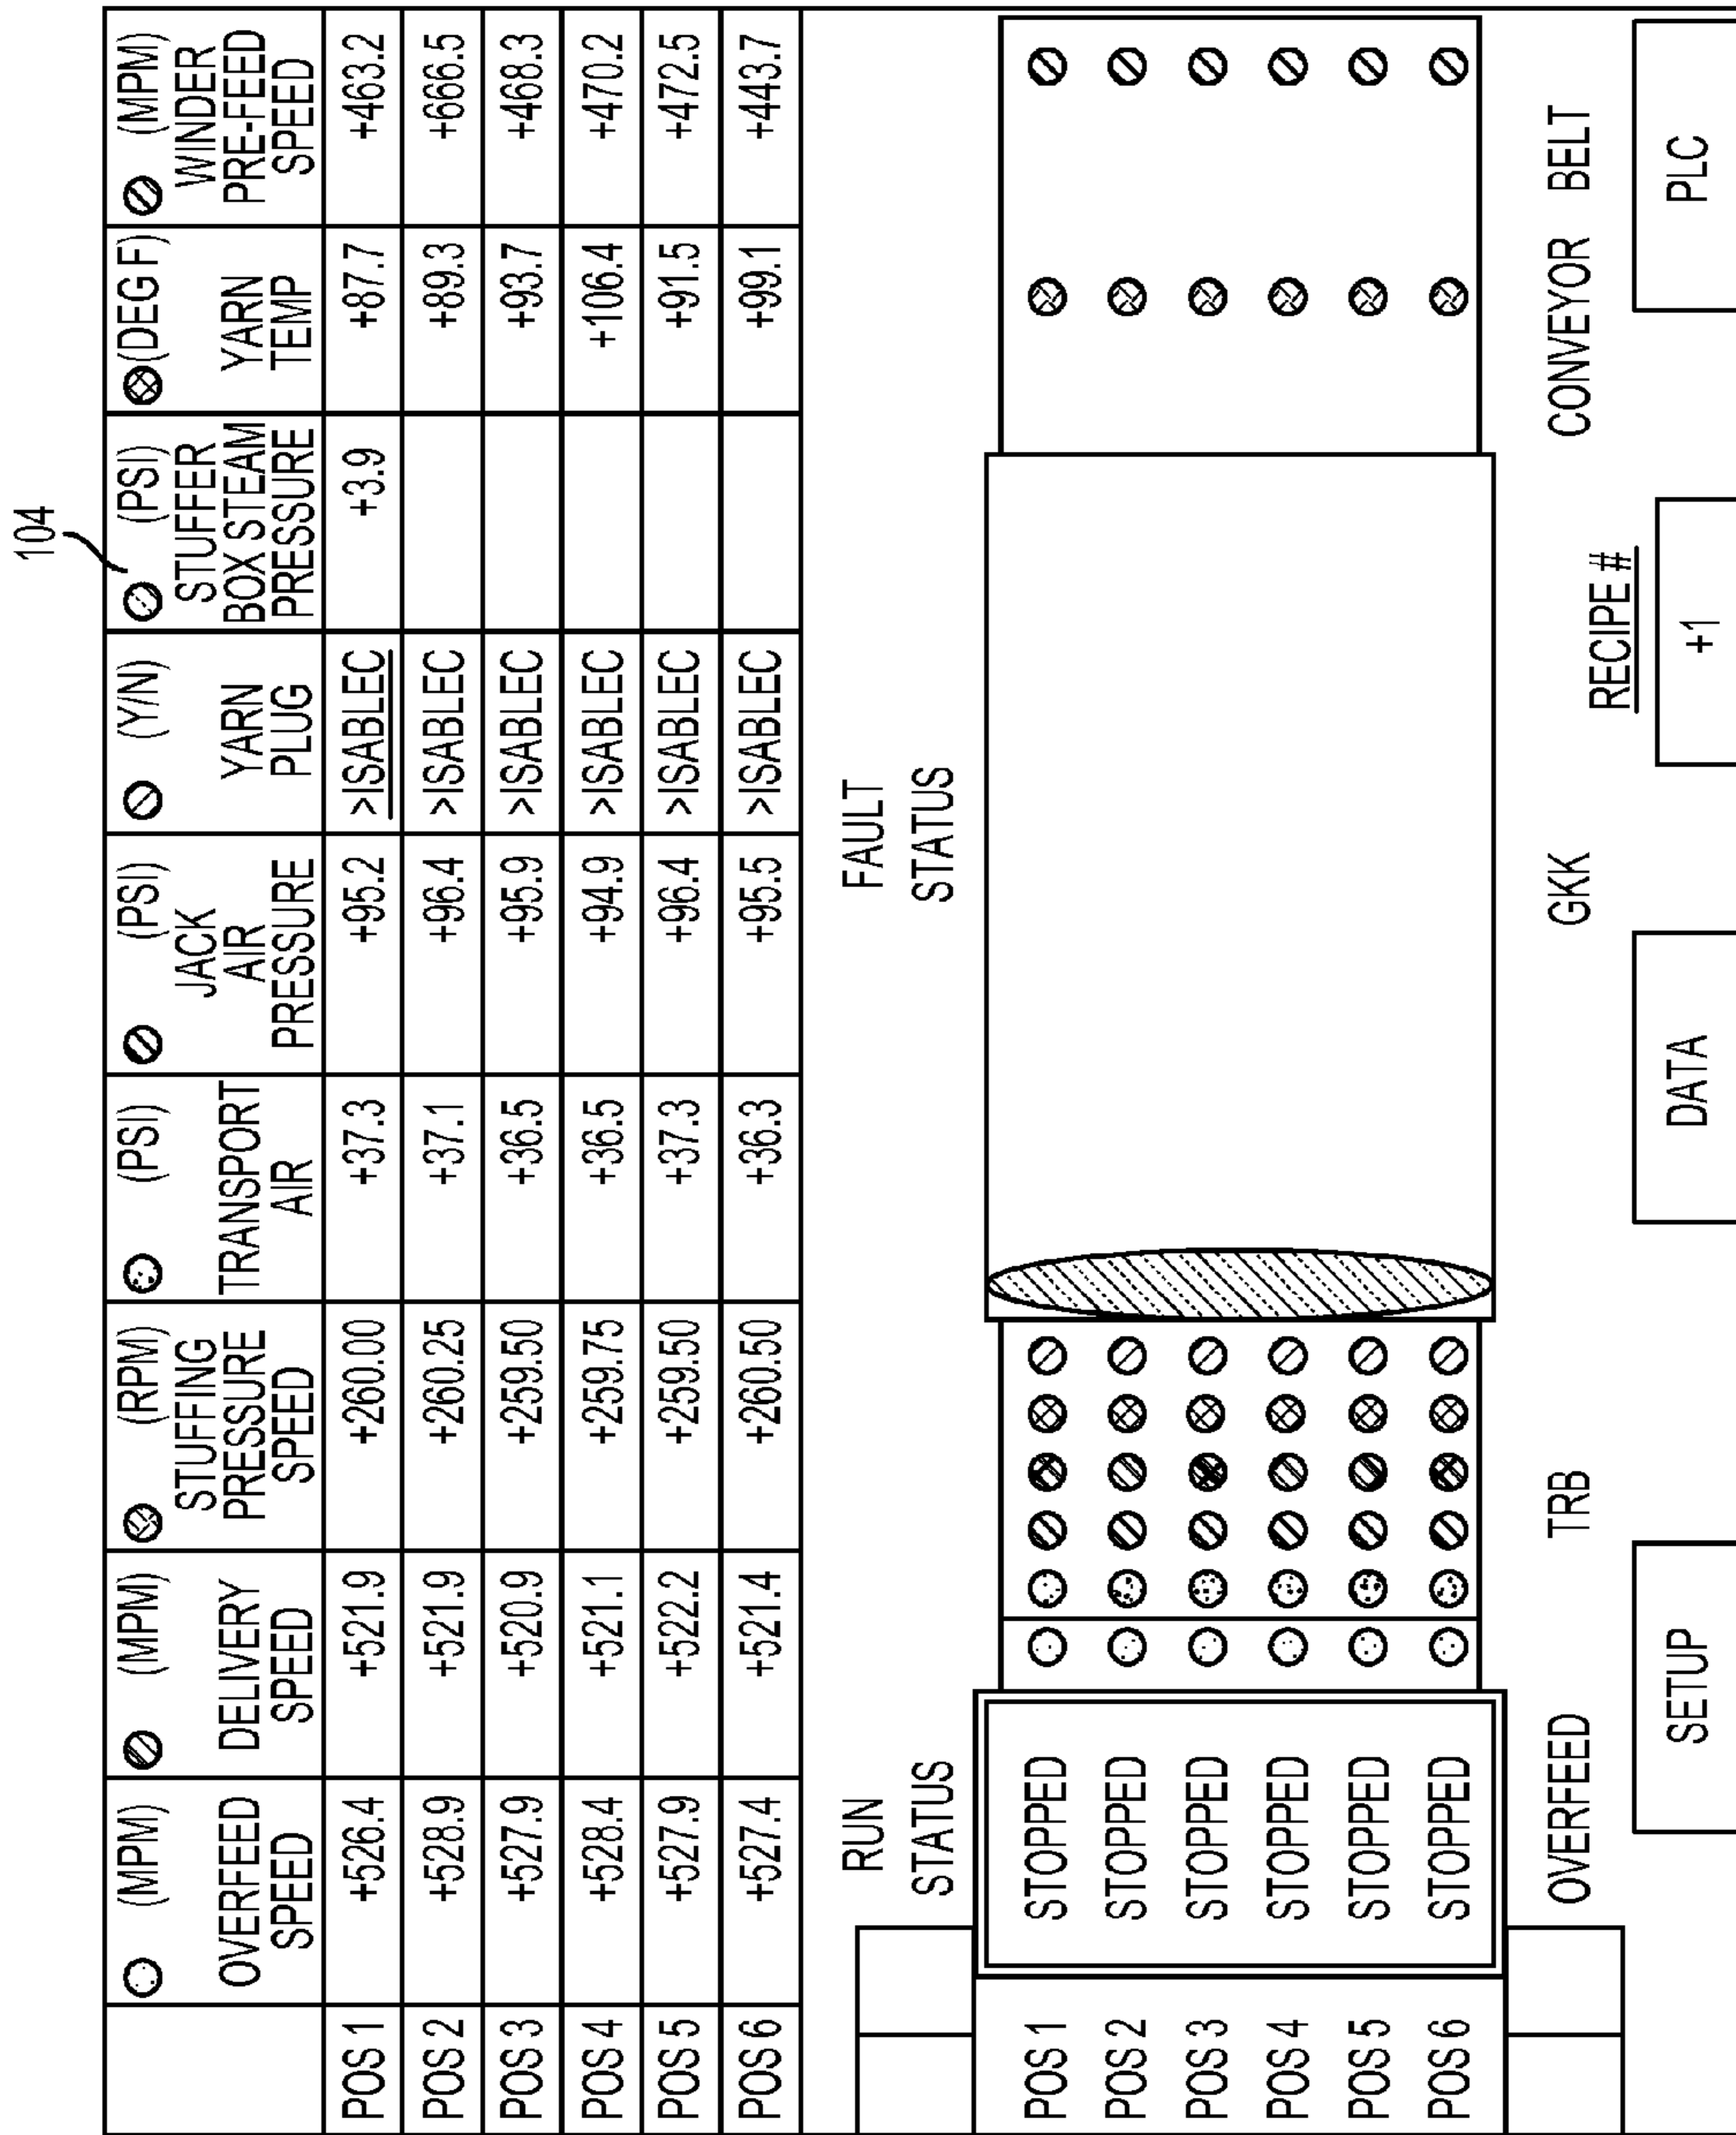 104
(MPM) (MPM) (RPM) (PSI) (PSI) (Y/N) (PSI) (DEG F) (MPM)
OVERFEED SPEED
DELIVERY SPEED
STUFFING PRESSURE SPEED
TRANSPORT AIR
JACK AIR PRESSURE
YARN PLUG
STUFFER BOX STEAM PRESSURE
YARN TEMP
WINDER PRE-FEED SPEED
POS 1 +526.4 +521.9 +260.00 +37.3 +95.2 >ISABLEC +3.9 +87.7 +463.2
POS 2 +528.9 +521.9 +260.25 +37.1 +96.4 >ISABLEC +89.3 +666.5
POS 3 +527.9 +520.9 +259.50 +36.5 +95.9 >ISABLEC +93.7 +468.3
POS 4 +528.4 +521.1 +259.75 +36.5 +94.9 >ISABLEC +106.4 +470.2
POS 5 +527.9 +522.2 +259.50 +37.3 +96.4 >ISABLEC +91.5 +472.5
POS 6 +527.4 +521.4 +260.50 +36.3 +95.5 >ISABLEC +99.1 +443.7
RUN STATUS
FAULT STATUS
POS 1 STOPPED
POS 2 STOPPED
POS 3 STOPPED
POS 4 STOPPED
POS 5 STOPPED
POS 6 STOPPED
OVERFEED TRB GKK CONVEYOR BELT
RECIPE #
SETUP DATA +1 PLC